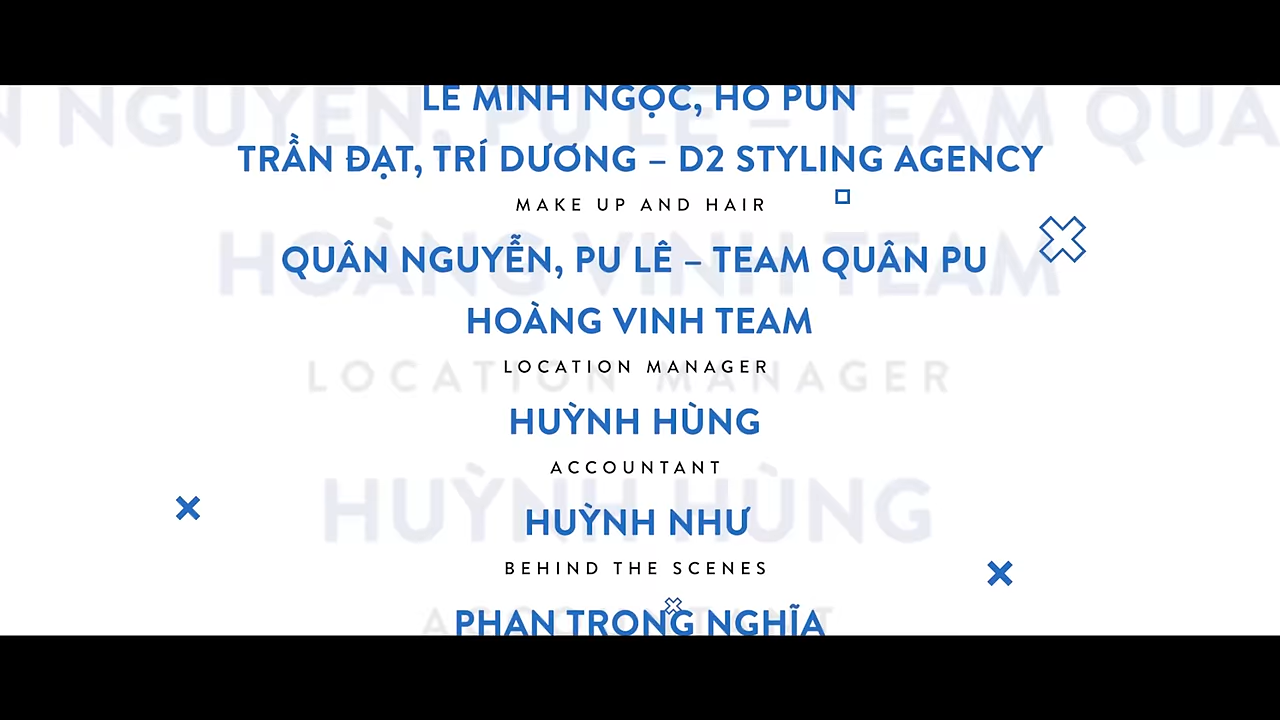 LÊ MINH NGỌC, HỒ PUN
TRẦN ĐẠT, TRÍ DƯƠNG – D2 STYLING AGENCY
MAKE UP AND HAIR
QUÂN NGUYỄN, PU LÊ – TEAM QUÂN PU
HOÀNG VINH TEAM
LOCATION MANAGER
HUỲNH HÙNG
ACCOUNTANT
HUỲNH NHƯ
BEHIND THE SCENES
PHAN TRỌNG NGHĨA